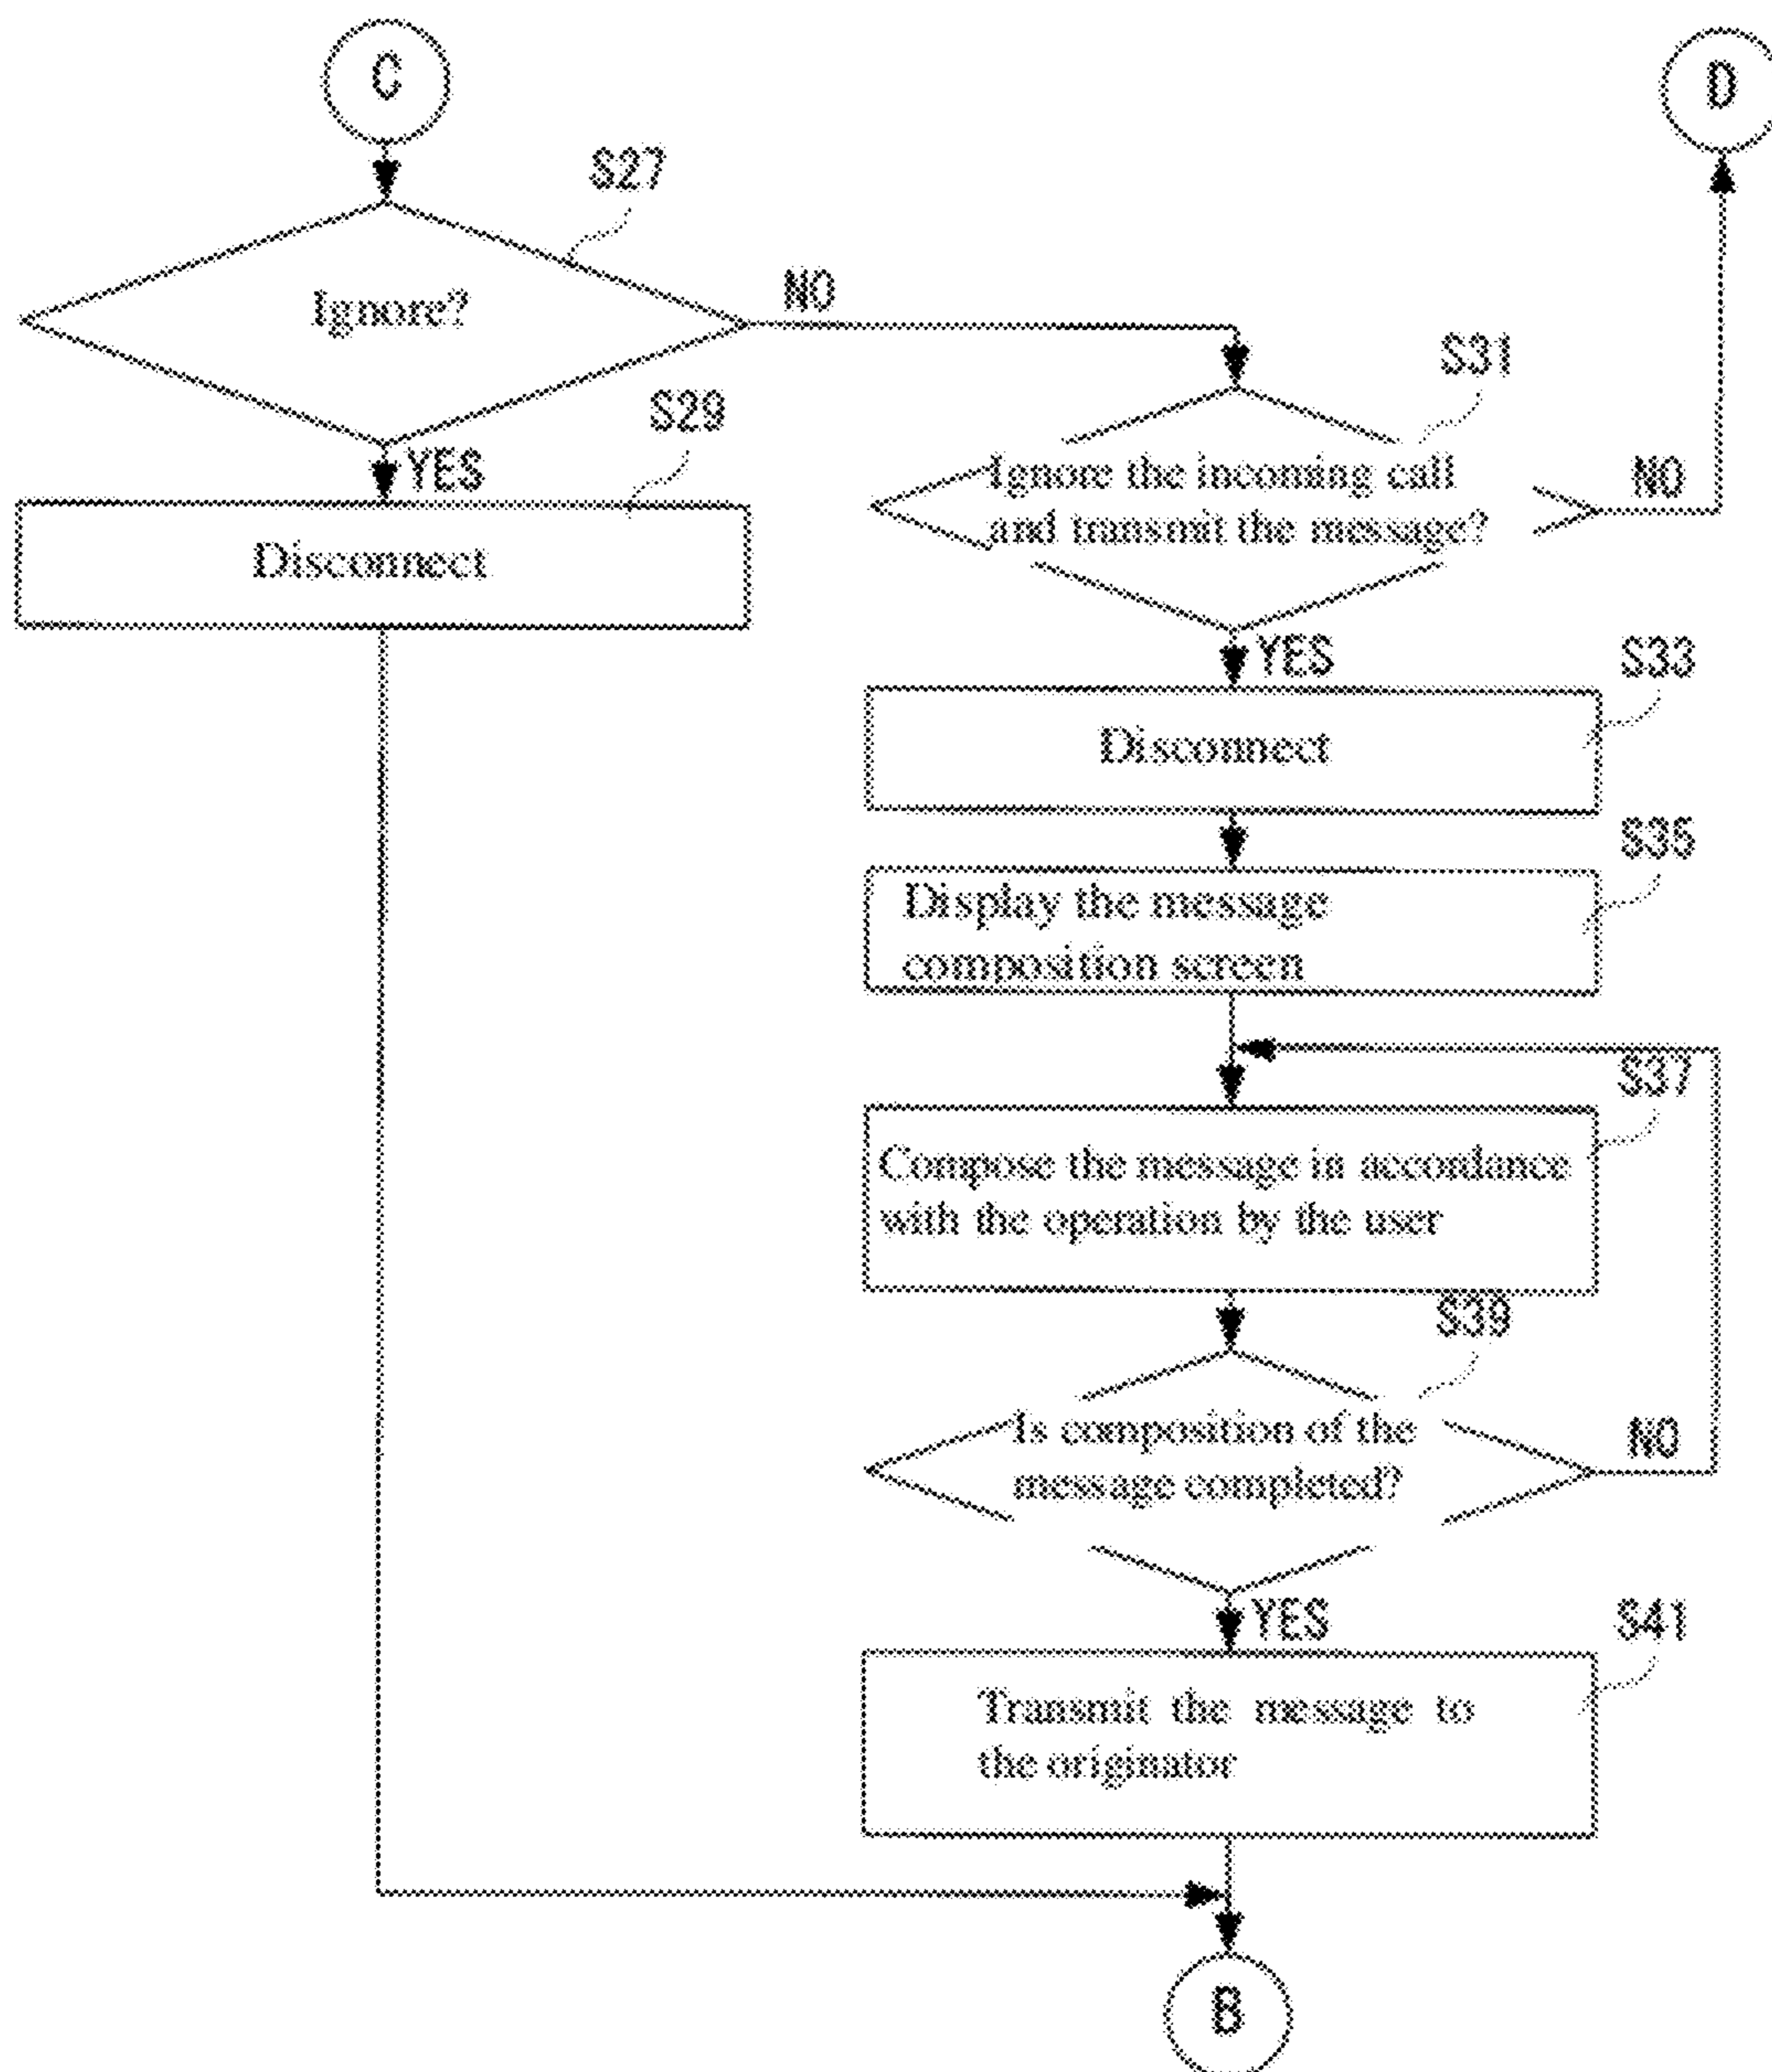 C
D
S27
Ignore?
NO
S31
S29
YES
Ignore the incoming call
and transmit the message?
NO
Disconnect
YES
S33
Disconnect
S35
Display the message
composition screen
S37
Compose the message in accordance
with the operation by the user
S39
Is composition of the
message completed?
NO
YES
S41
Transmit the message to
the originator
B